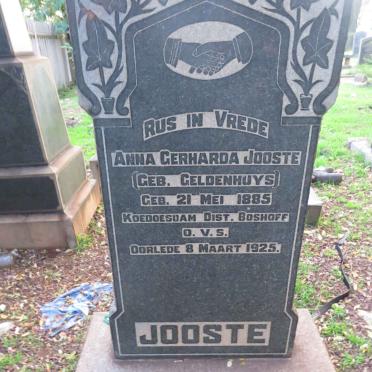 RUS IN VREDE
ANNA GERHARDA JOOSTE
(GEB. GELDENHUYS)
GEB. 21 MEI 1885
KOEDOESDAM DIST. BOSHOFF
O.V.S.
OORLEDE 8 MAART 1925.
JOOSTE